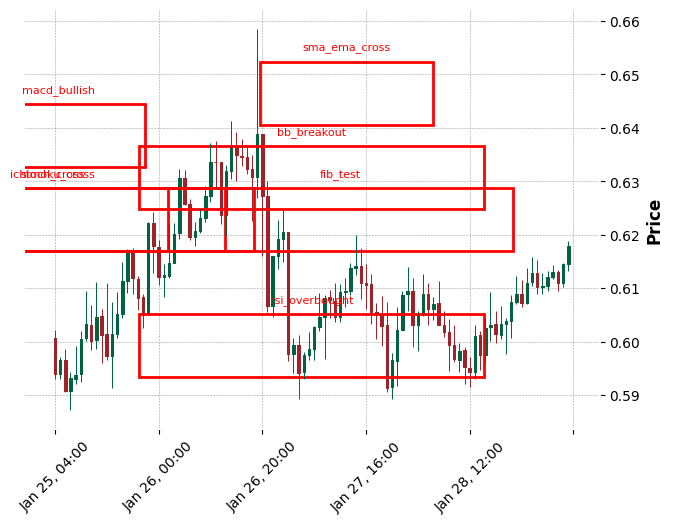 0.66
sma_ema_cross
0.65
macd_bullish
0.64
bb_breakout
0.63
fib_test
0.62
0.61
0.60
0.59
Price
Jan 25, 04:00
Jan 26, 00:00
Jan 26, 20:00
Jan 27, 16:00
Jan 28, 12:00